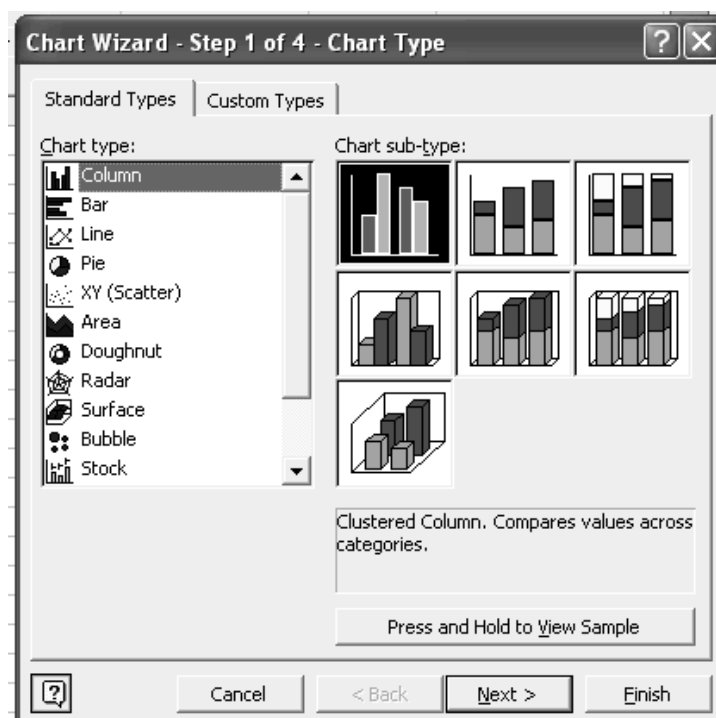 Chart Wizard - Step 1 of 4 - Chart Type
Standard Types
Custom Types
Chart type:
Column
Bar
Line
Pie
XY (Scatter)
Area
Doughnut
Radar
Surface
Bubble
Stock
Chart sub-type:
Clustered Column. Compares values across
categories.
Press and Hold to View Sample
Cancel
< Back
Next >
Finish